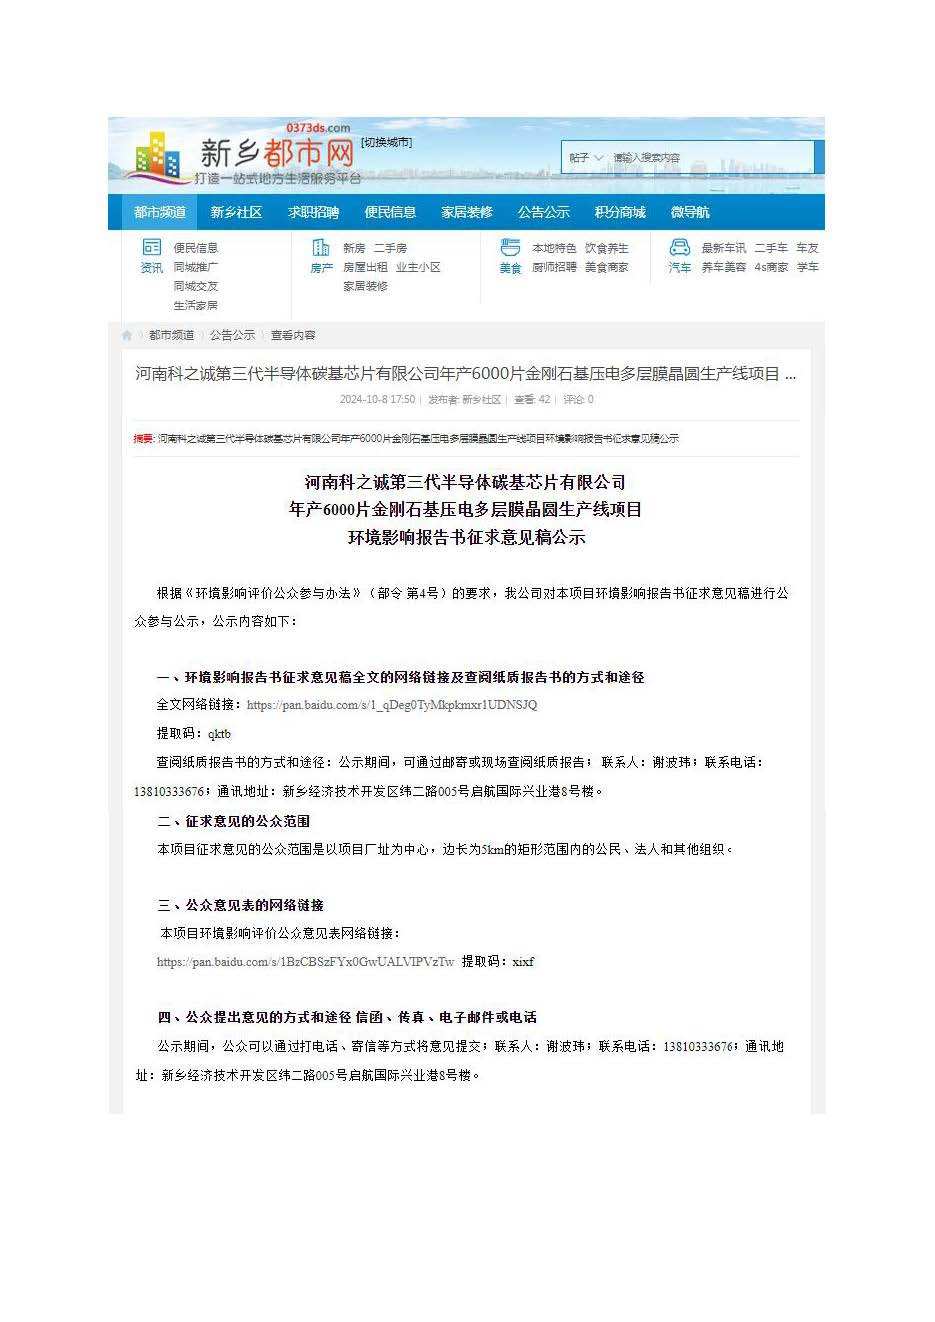 0373ds.com
新乡都市网
[切换城市]
打造一站式地方生活服务平台
帖子 请输入搜索内容
都市频道 新乡社区 求职招聘 便民信息 家居装修 公告公示 积分商城 微导航
资讯
便民信息
同城推广
同城交友
生活家居
房产
新房 二手房
房屋出租 业主小区
家居装修
美食
本地特色 饮食养生
厨师招聘 美食商家
汽车
最新车讯 二手车 车友
养车美容 4s商家 学车
都市频道 公告公示 查看内容
河南科之诚第三代半导体碳基芯片有限公司年产6000片金刚石基压电多层膜晶圆生产线项目 ...
2024-10-8 17:50 | 发布者: 新乡社区 | 查看: 42 | 评论: 0
摘要: 河南科之诚第三代半导体碳基芯片有限公司年产6000片金刚石基压电多层膜晶圆生产线项目环境影响报告书征求意见稿公示
河南科之诚第三代半导体碳基芯片有限公司
年产6000片金刚石基压电多层膜晶圆生产线项目
环境影响报告书征求意见稿公示
根据《环境影响评价公众参与办法》（部令 第4号）的要求，我公司对本项目环境影响报告书征求意见稿进行公
众参与公示，公示内容如下：
一、环境影响报告书征求意见稿全文的网络链接及查阅纸质报告书的方式和途径
全文网络链接：https://pan.baidu.com/s/1_qDeg0TyMkpkmxr1UDNSJQ
提取码：qktb
查阅纸质报告书的方式和途径：公示期间，可通过邮寄或现场查阅纸质报告； 联系人：谢波玮；联系电话：
13810333676；通讯地址：新乡经济技术开发区纬二路005号启航国际兴业港8号楼。
二、征求意见的公众范围
本项目征求意见的公众范围是以项目厂址为中心，边长为5km的矩形范围内的公民、法人和其他组织。
三、公众意见表的网络链接
本项目环境影响评价公众意见表网络链接：
https://pan.baidu.com/s/1BzCBSzFYx0GwUALVIPVzTw 提取码：xixf
四、公众提出意见的方式和途径 信函、传真、电子邮件或电话
公示期间，公众可以通过打电话、寄信等方式将意见提交；联系人：谢波玮；联系电话：13810333676；通讯地
址：新乡经济技术开发区纬二路005号启航国际兴业港8号楼。